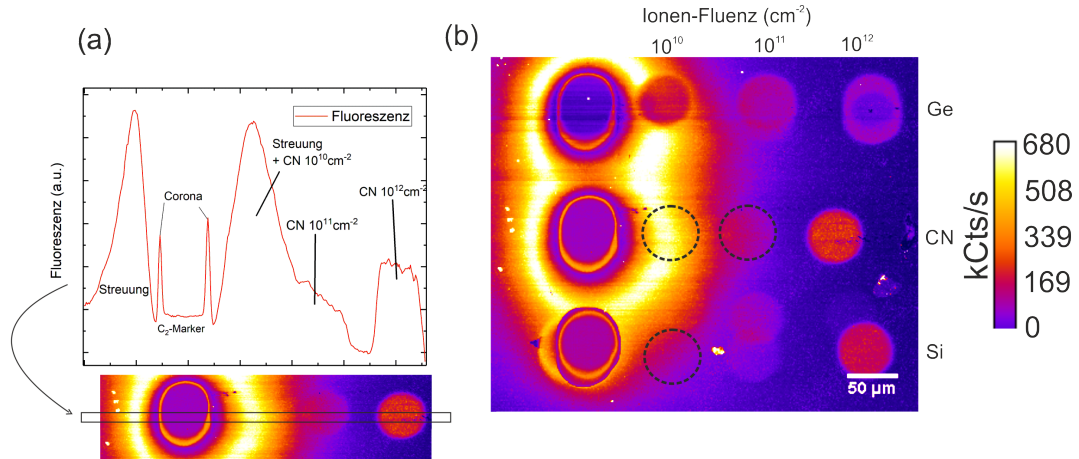 (a)
Fluoreszenz (a.u.)
Fluoreszenz
Streuung
+ CN 10¹⁰cm⁻²
Corona
CN 10¹²cm⁻²
CN 10¹¹cm⁻²
Streuung
C₂-Marker
(b)
Ionen-Fluenz (cm⁻²)
10¹⁰ 10¹¹ 10¹²
Ge
CN
Si
50 µm
kCts/s
680
508
339
169
0